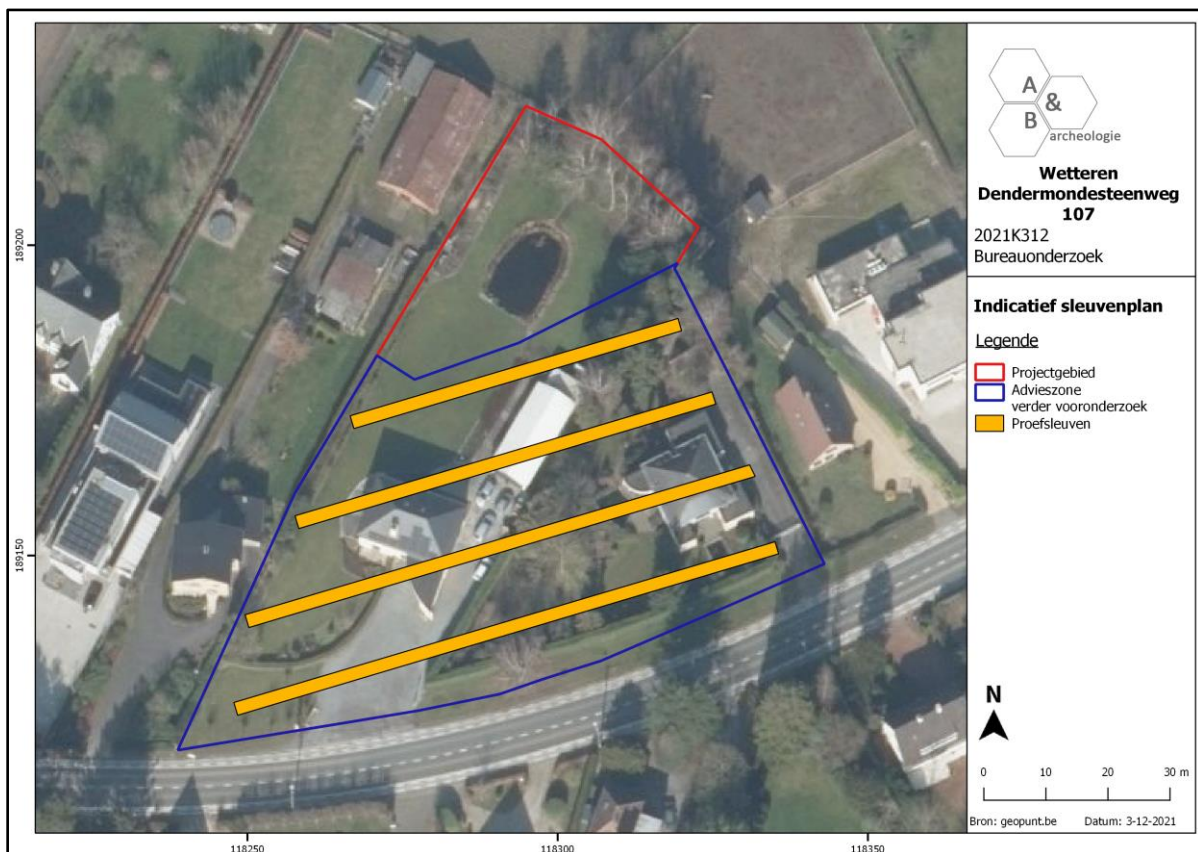 A
&
B
archeologie
Wetteren
Dendermondesteenweg
107
2021K312
Bureauonderzoek
Indicatief sleuvenplan
Legende
Projectgebied
Advieszone
verder vooronderzoek
Proefsleuven
N
0 10 20 30 m
Bron: geopunt.be Datum: 3-12-2021
189200
189150
118250 118300 118350